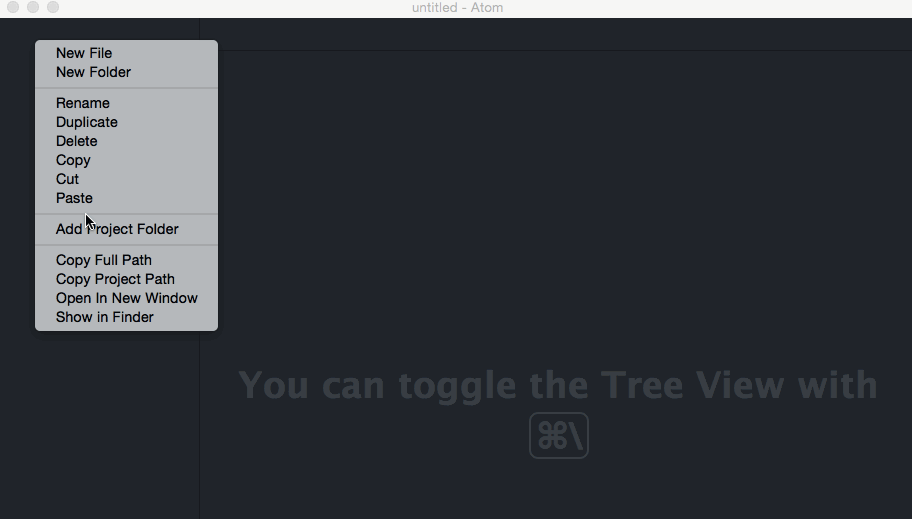 untitled - Atom
New File
New Folder
Rename
Duplicate
Delete
Copy
Cut
Paste
Add Project Folder
Copy Full Path
Copy Project Path
Open In New Window
Show in Finder
You can toggle the Tree View with
⌘\